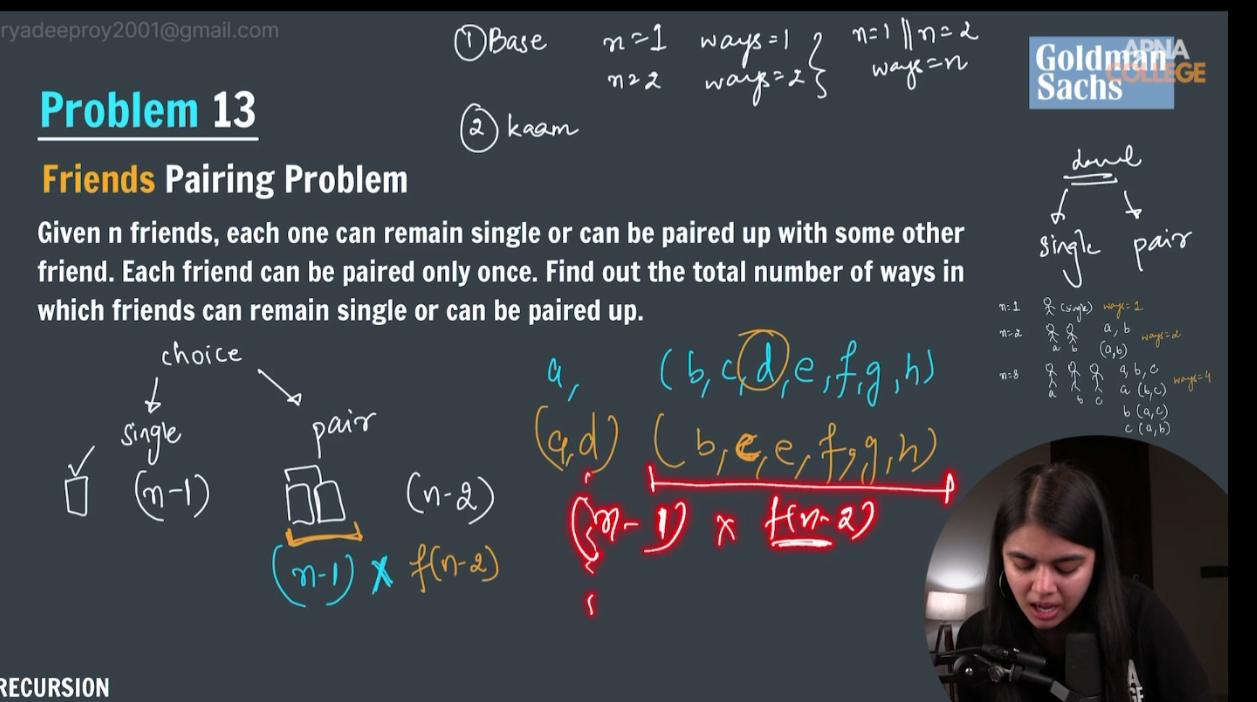 ryadeeproy2001@gmail.com
① Base n=1 ways=1 n=1 || n=2
n=2 ways=2 ways=n
Goldman
Sachs
APNA
COLLEGE
Problem 13
② kaam
Friends Pairing Problem
single pair
Given n friends, each one can remain single or can be paired up with some other
friend. Each friend can be paired only once. Find out the total number of ways in
which friends can remain single or can be paired up.
n=1 (single) ways=1
n=2 a, b ways=2
a b (a,b)
n=3 a, b, c ways=4
a b c a (b,c)
b (a,c)
c (a,b)
choice
single pair
(n-1) (n-2)
(n-1) x f(n-2)
a, (b,c,d,e,f,g,h)
(a,d) (b,c,e,f,g,h)
(n-1) x f(n-2)
RECURSION